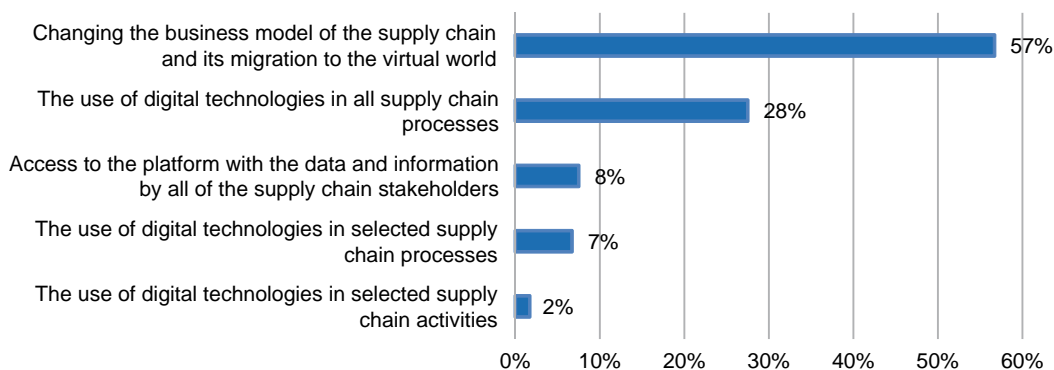 Changing the business model of the supply chain
and its migration to the virtual world
57%
The use of digital technologies in all supply chain
processes
28%
Access to the platform with the data and information
by all of the supply chain stakeholders
8%
The use of digital technologies in selected supply
chain processes
7%
The use of digital technologies in selected supply
chain activities
2%
0% 10% 20% 30% 40% 50% 60%